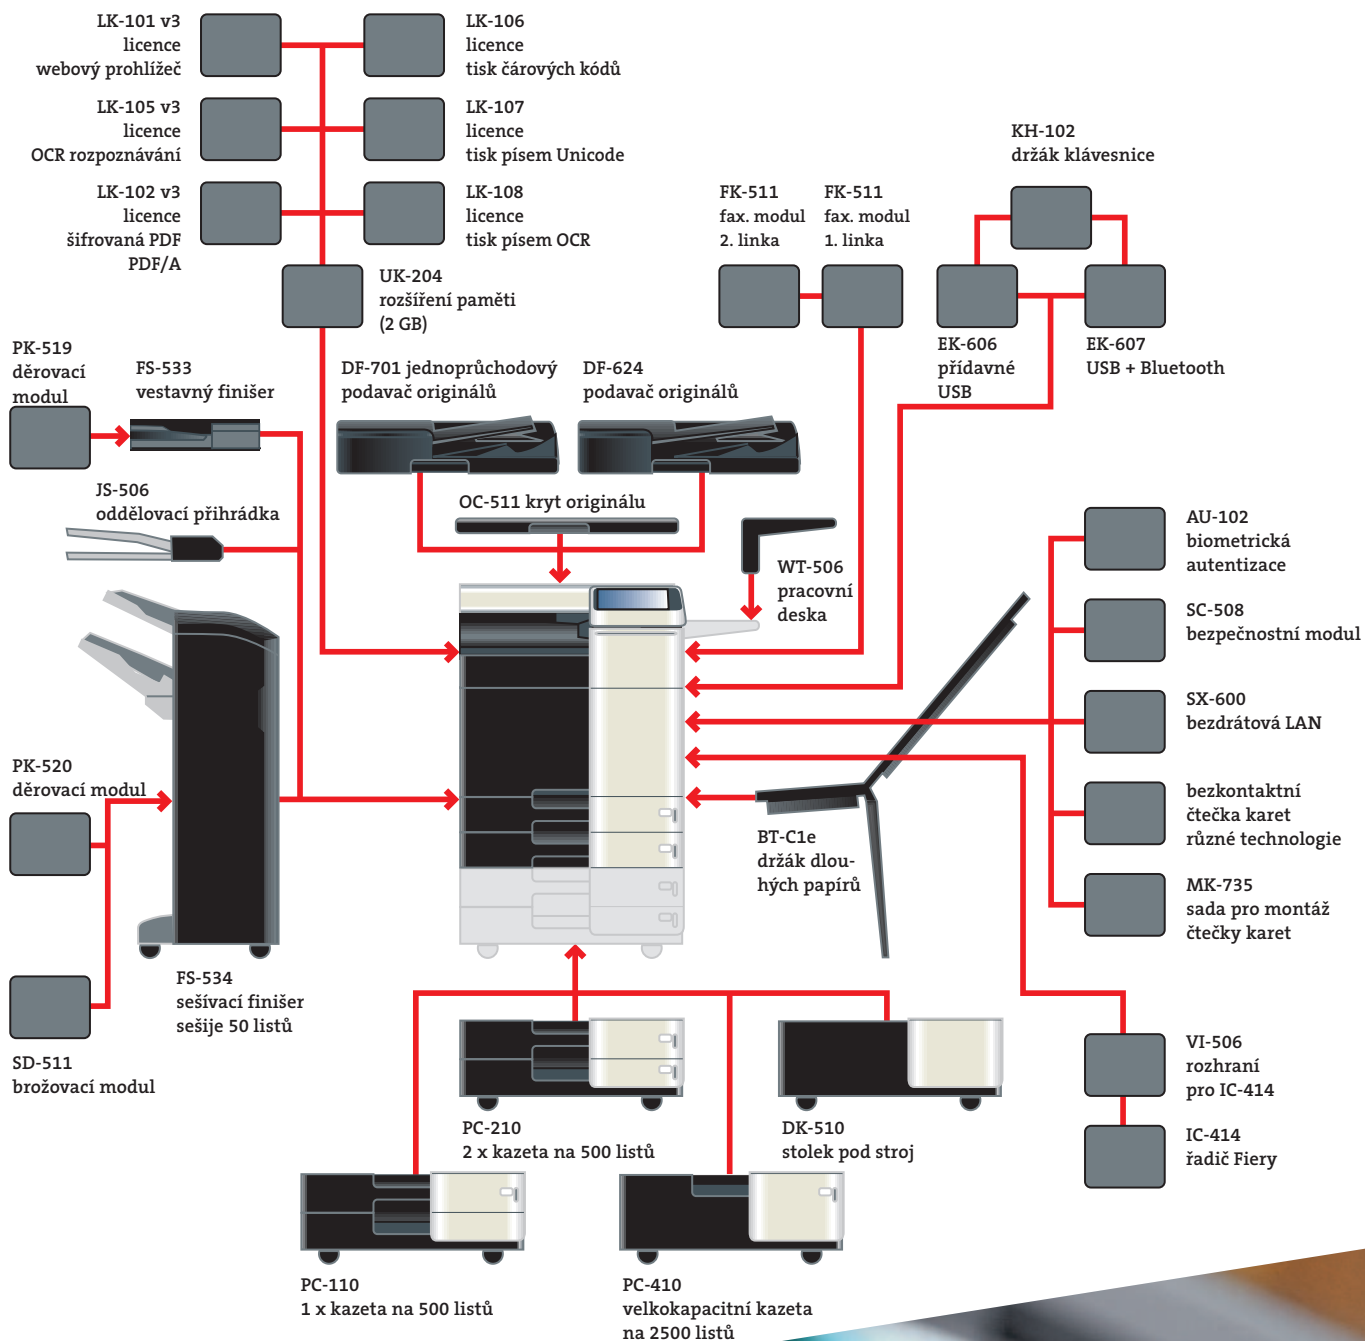 LK-101 v3
licence
webový prohlížeč
LK-106
licence
tisk čárových kódů
LK-105 v3
licence
OCR rozpoznávání
LK-107
licence
tisk písem Unicode
LK-102 v3
licence
šifrovaná PDF
PDF/A
LK-108
licence
tisk písem OCR
UK-204
rozšíření paměti
(2 GB)
FK-511
fax. modul
2. linka
FK-511
fax. modul
1. linka
KH-102
držák klávesnice
EK-606
přídavné
USB
EK-607
USB + Bluetooth
PK-519
děrovací
modul
FS-533
vestavný finišer
DF-701 jednoprůchodový
podavač originálů
DF-624
podavač originálů
JS-506
oddělovací přihrádka
OC-511 kryt originálu
WT-506
pracovní
deska
AU-102
biometrická
autentizace
SC-508
bezpečnostní modul
SX-600
bezdrátová LAN
bezkontaktní
čtečka karet
různé technologie
MK-735
sada pro montáž
čtečky karet
PK-520
děrovací modul
BT-C1e
držák dlou-
hých papírů
FS-534
sešívací finišer
sešije 50 listů
SD-511
brožovací modul
VI-506
rozhraní
pro IC-414
IC-414
řadič Fiery
PC-210
2 x kazeta na 500 listů
DK-510
stolek pod stroj
PC-110
1 x kazeta na 500 listů
PC-410
velkokapacitní kazeta
na 2500 listů